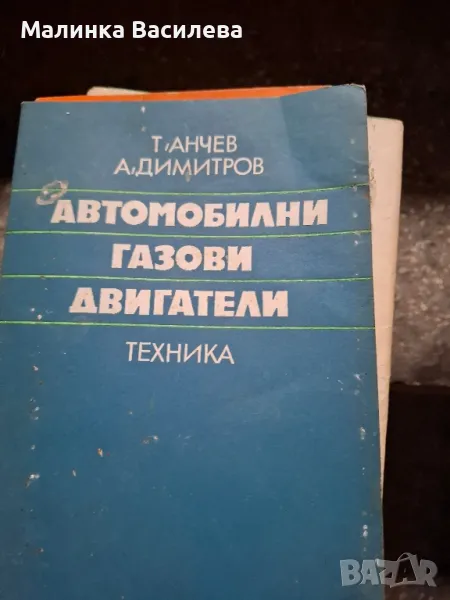 Малинка Василева
Т. АНЧЕВ
А. ДИМИТРОВ
АВТОМОБИЛНИ
ГАЗОВИ
ДВИГАТЕЛИ
ТЕХНИКА
BAZAR